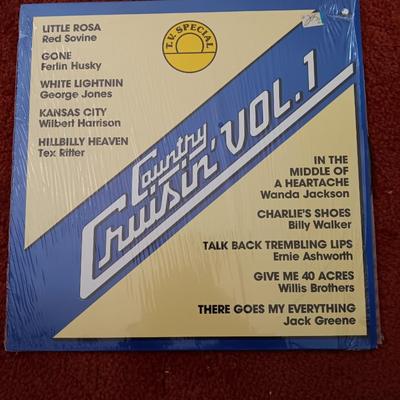 T.V. SPECIAL
LITTLE ROSA
Red Sovine
GONE
Ferlin Husky
WHITE LIGHTNIN
George Jones
KANSAS CITY
Wilbert Harrison
HILLBILLY HEAVEN
Tex Ritter
Country
Cruisin' VOL.1
IN THE
MIDDLE OF
A HEARTACHE
Wanda Jackson
CHARLIE'S SHOES
Billy Walker
TALK BACK TREMBLING LIPS
Ernie Ashworth
GIVE ME 40 ACRES
Willis Brothers
THERE GOES MY EVERYTHING
Jack Greene